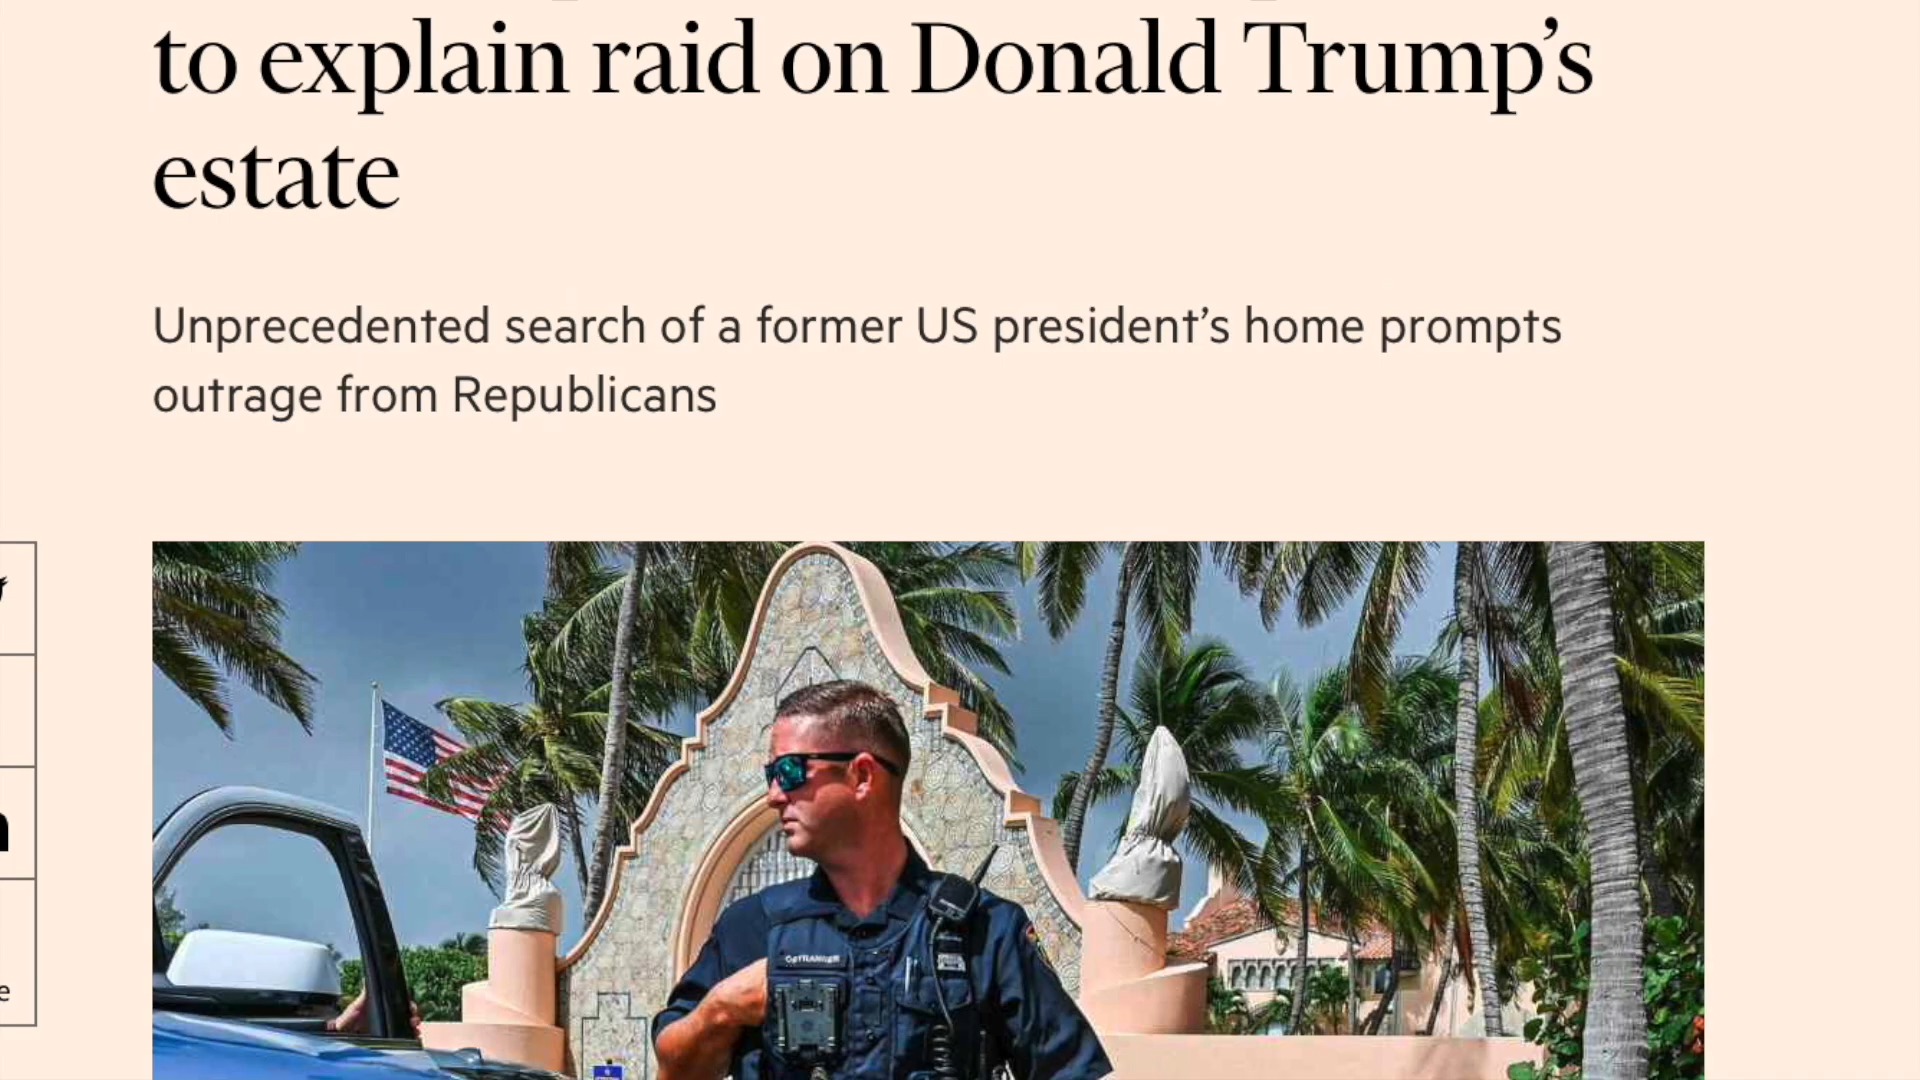 to explain raid on Donald Trump’s
estate
Unprecedented search of a former US president’s home prompts
outrage from Republicans
e